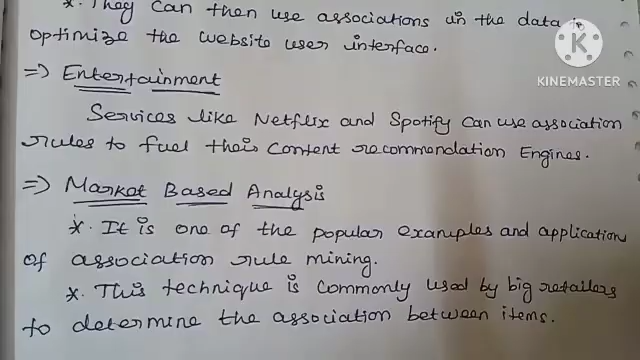 *. They can then use associations in the data to
optimize the website user interface.
=> Entertainment
Services like Netflix and Spotify can use association
rules to fuel their content recommendation Engines.
=> Market Based Analysis
*. It is one of the popular examples and application
of association rule mining.
*. This technique is commonly used by big retailers
to determine the association between items.
K
KINEMASTER